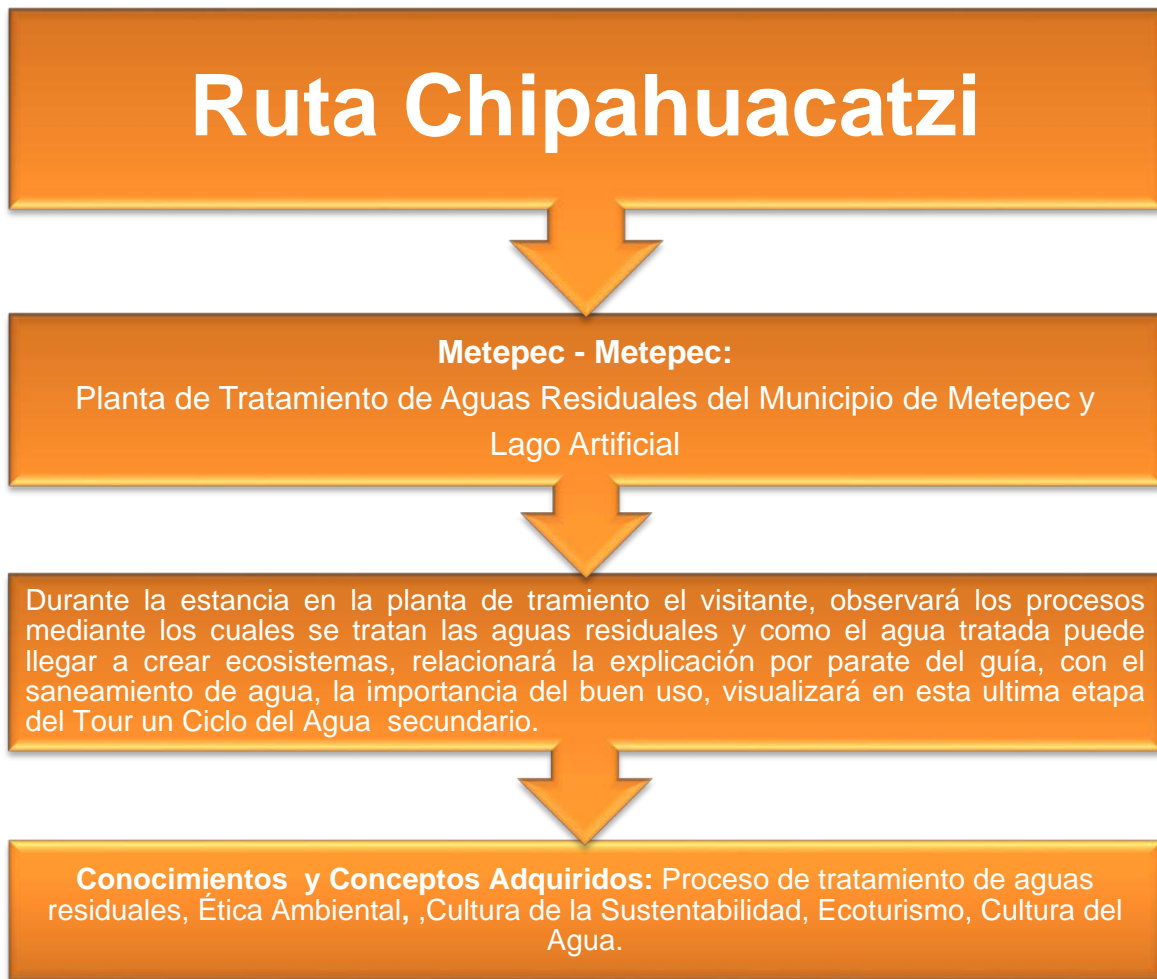 Ruta Chipahuacatzi
Metepec - Metepec:
Planta de Tratamiento de Aguas Residuales del Municipio de Metepec y
Lago Artificial
Durante la estancia en la planta de tramiento el visitante, observará los procesos
mediante los cuales se tratan las aguas residuales y como el agua tratada puede
llegar a crear ecosistemas, relacionará la explicación por parate del guía, con el
saneamiento de agua, la importancia del buen uso, visualizará en esta ultima etapa
del Tour un Ciclo del Agua  secundario.
Conocimientos  y Conceptos Adquiridos: Proceso de tratamiento de aguas
residuales, Ética Ambiental, ,Cultura de la Sustentabilidad, Ecoturismo, Cultura del
Agua.